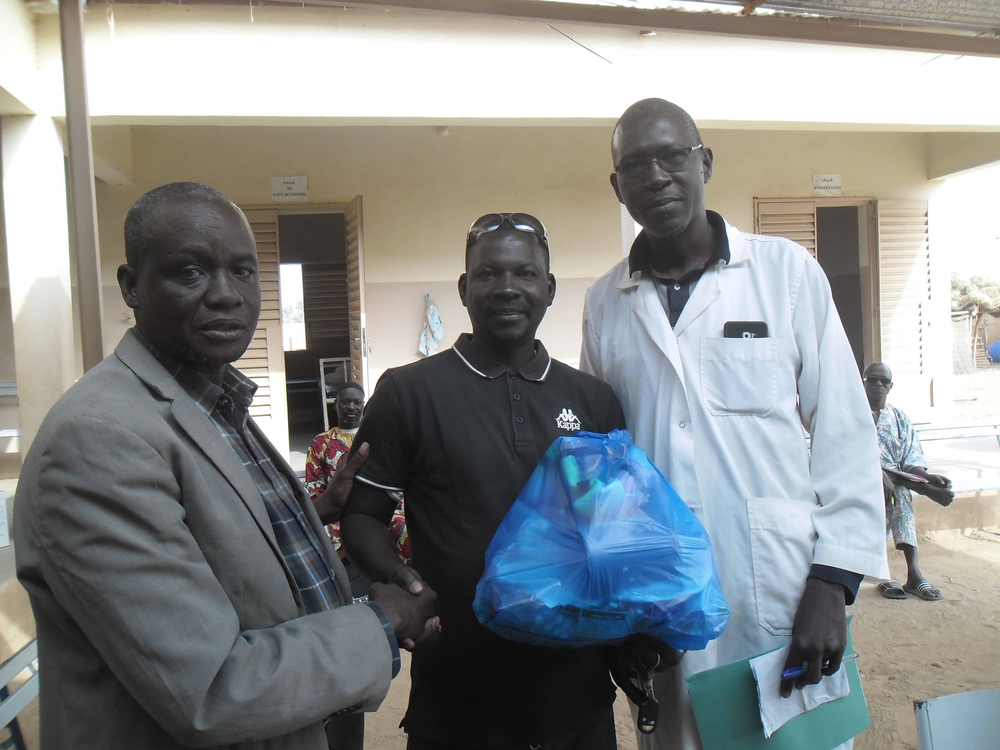 SALLE
DE
SUITE DE COUCHES
SALLE
D'OBSERVATION
Kappa